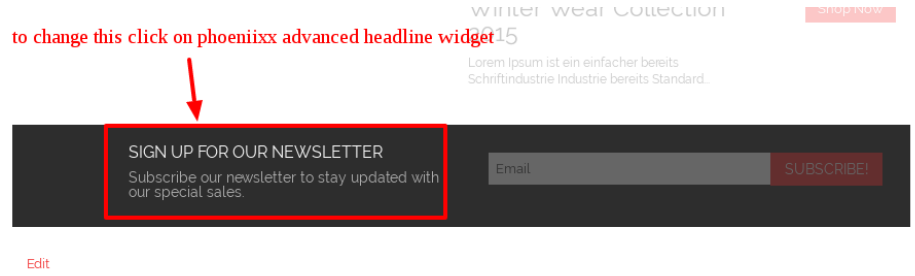 Winter Wear Collection
Shop Now
2015
to change this click on phoeniixx advanced headline widget
Lorem Ipsum ist ein einfacher bereits
Schriftindustrie Industrie bereits Standard..
SIGN UP FOR OUR NEWSLETTER
Subscribe our newsletter to stay updated with
our special sales.
Email
SUBSCRIBE!
Edit